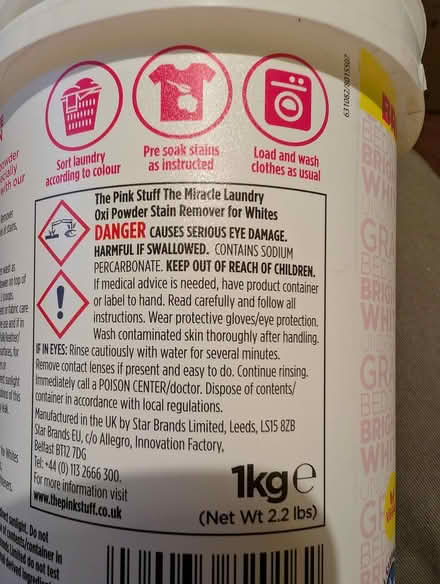 Sort laundry
according to colour
Pre soak stains
as instructed
Load and wash
clothes as usual
The Pink Stuff The Miracle Laundry
Oxi Powder Stain Remover for Whites
DANGER CAUSES SERIOUS EYE DAMAGE.
HARMFUL IF SWALLOWED. CONTAINS SODIUM
PERCARBONATE. KEEP OUT OF REACH OF CHILDREN.
If medical advice is needed, have product container
or label to hand. Read carefully and follow all
instructions. Wear protective gloves/eye protection.
Wash contaminated skin thoroughly after handling.
IF IN EYES: Rinse cautiously with water for several minutes.
Remove contact lenses if present and easy to do. Continue rinsing.
Immediately call a POISON CENTER/doctor. Dispose of contents/
container in accordance with local regulations.
Manufactured in the UK by Star Brands Limited, Leeds, LS15 8ZB
Star Brands EU, c/o Allegro, Innovation Factory,
Belfast BT12 7DG
Tel: +44 (0) 113 2666 300.
For more information visit
www.thepinkstuff.co.uk
1kg e
(Net Wt 2.2 lbs)